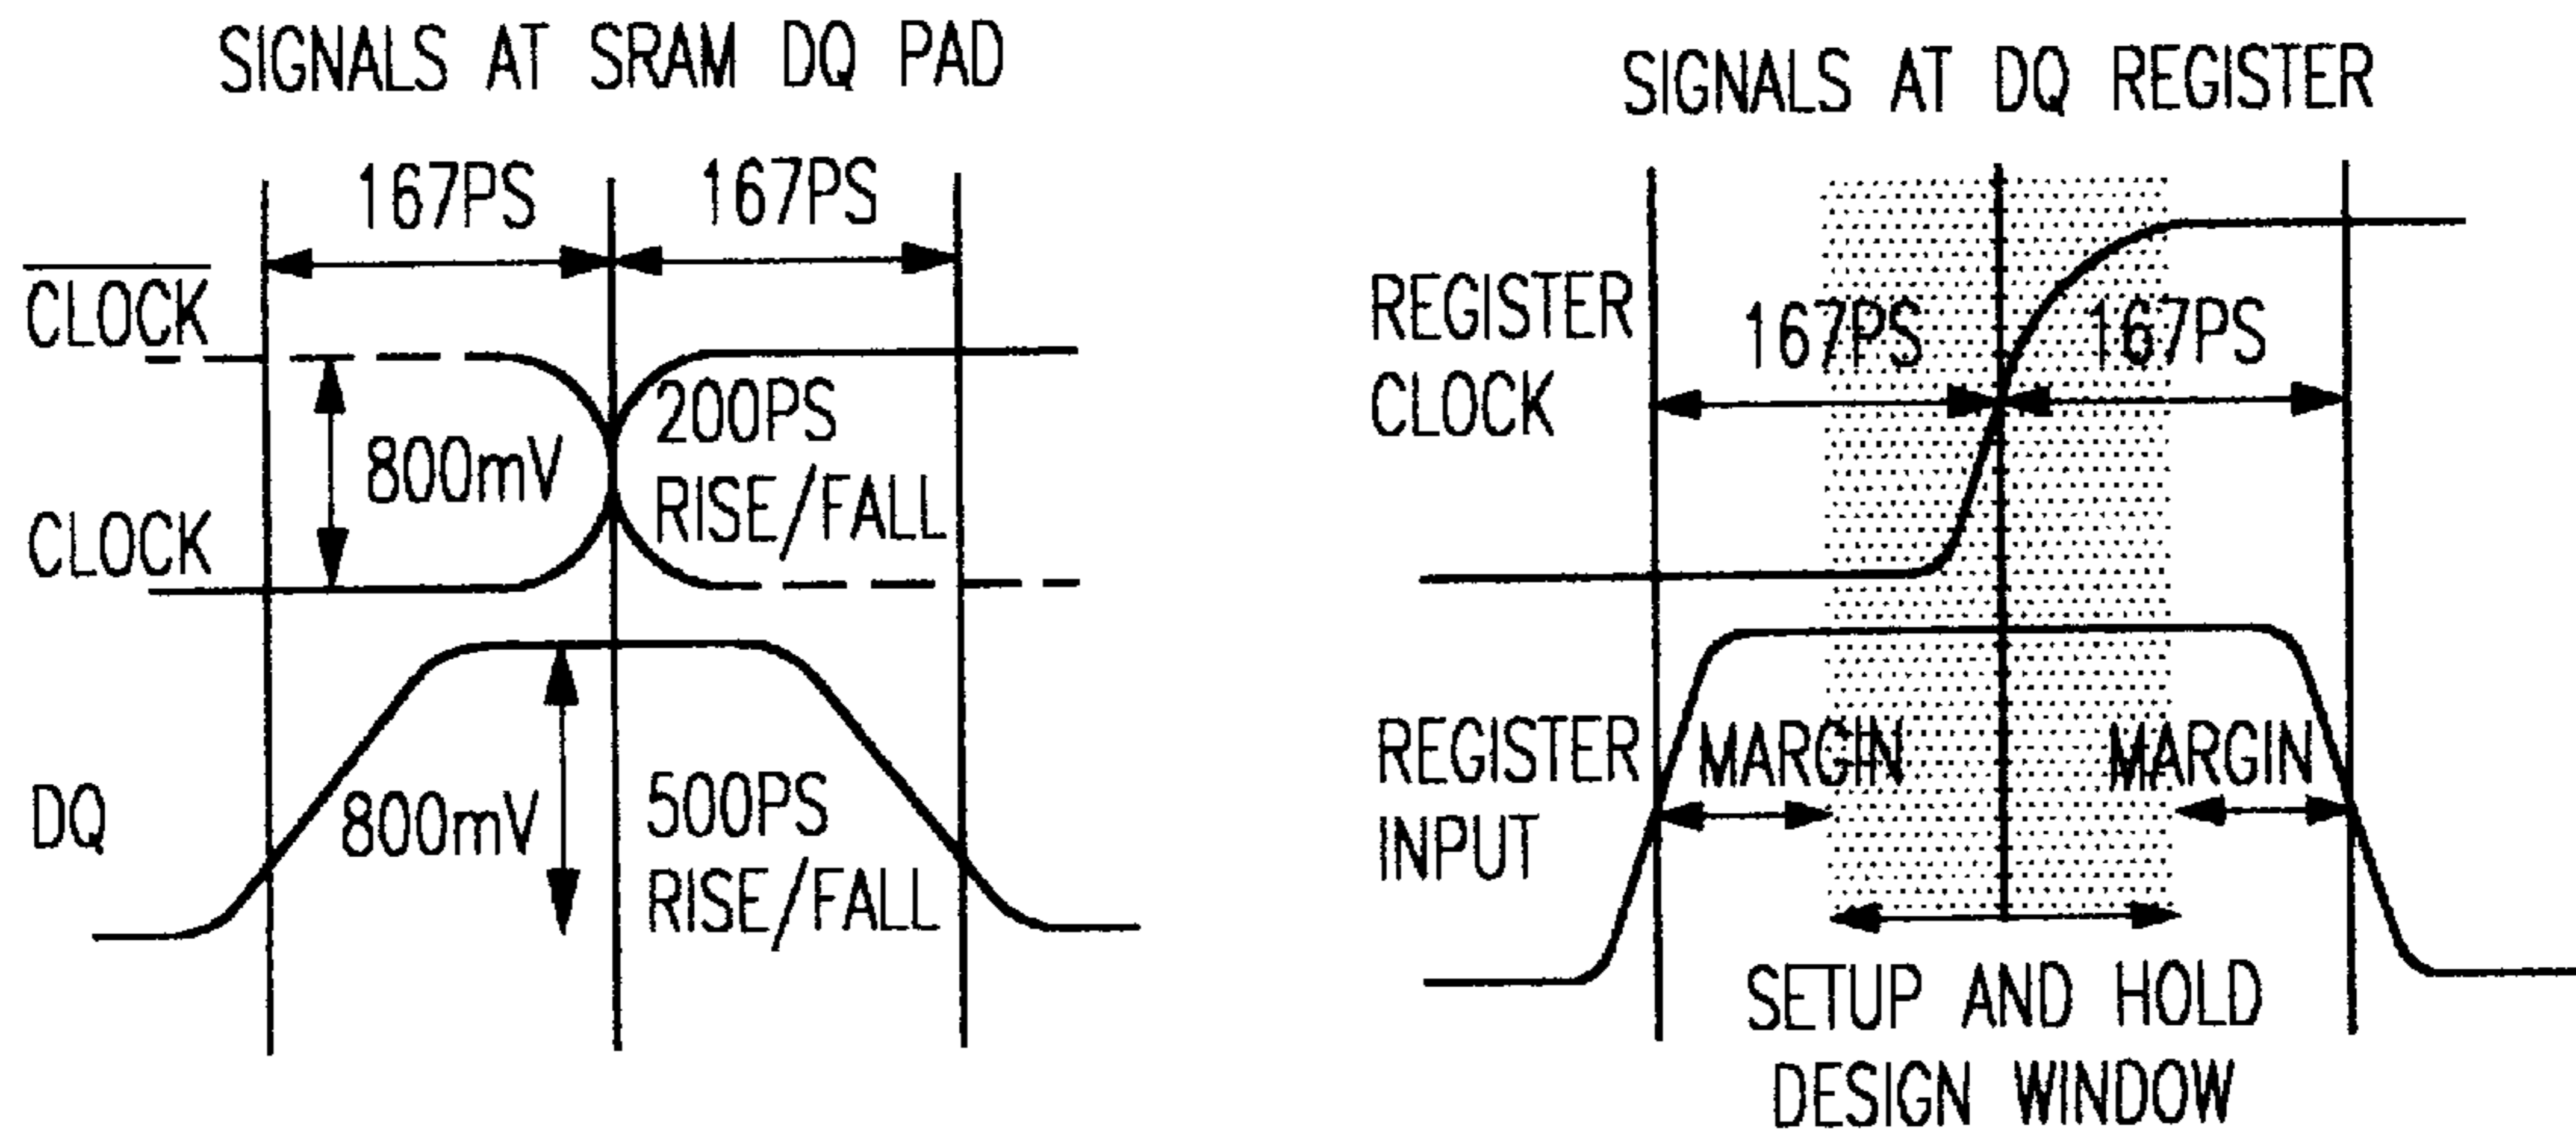 SIGNALS AT SRAM DQ PAD
167PS 167PS
CLOCK
200PS
RISE/FALL
800mV
CLOCK
DQ
800mV
500PS
RISE/FALL
SIGNALS AT DQ REGISTER
REGISTER
CLOCK
167PS 167PS
REGISTER
INPUT
MARGIN MARGIN
SETUP AND HOLD
DESIGN WINDOW